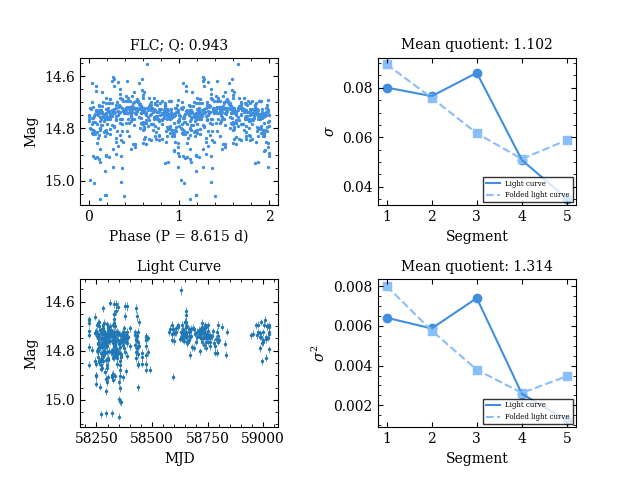 FLC; Q: 0.943
Mag
14.6
14.8
15.0
0
1
2
Phase (P = 8.615 d)
Mean quotient: 1.102
σ
0.08
0.06
0.04
Light curve
Folded light curve
1
2
3
4
5
Segment
Light Curve
Mag
14.6
14.8
15.0
58250
58500
58750
59000
MJD
Mean quotient: 1.314
σ²
0.008
0.006
0.004
0.002
Light curve
Folded light curve
1
2
3
4
5
Segment